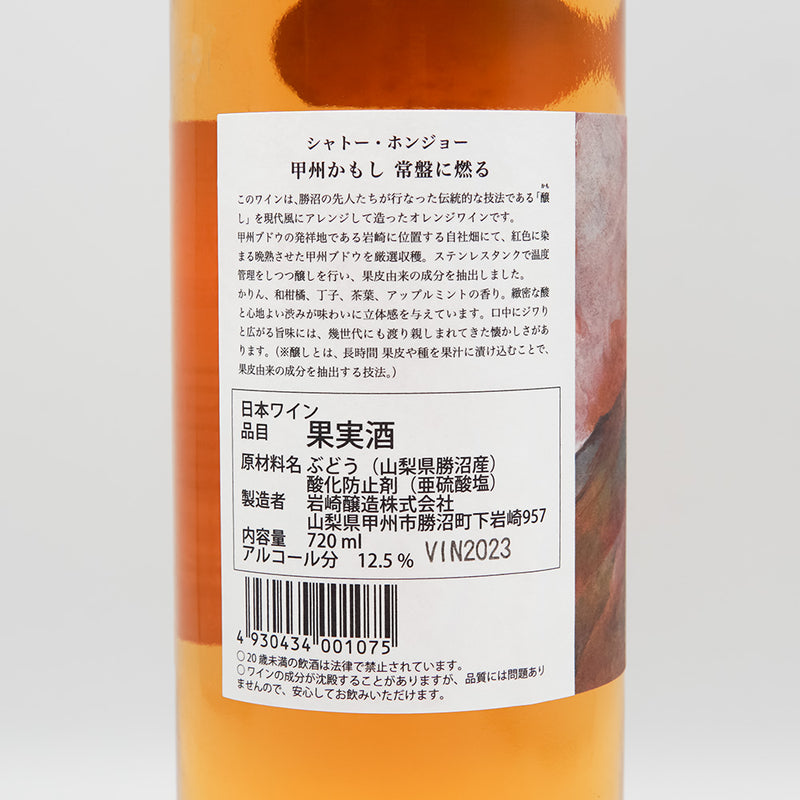 シャトー・ホンジョー
甲州かもし 常盤に燃る
このワインは、勝沼の先人たちが行なった伝統的な技法である「醸
かも
し」を現代風にアレンジして造ったオレンジワインです。
甲州ブドウの発祥地である岩崎に位置する自社畑にて、紅色に染
まる晩熟させた甲州ブドウを厳選収穫。ステンレスタンクで温度
管理をしつつ醸しを行い、果皮由来の成分を抽出しました。
かりん、和柑橘、丁子、茶葉、アップルミントの香り。緻密な酸
と心地よい渋みが味わいに立体感を与えています。口中にジワリ
と広がる旨味には、幾世代にも渡り親しまれてきた懐かしさがあ
ります。（※醸しとは、長時間 果皮や種を果汁に漬け込むことで、
果皮由来の成分を抽出する技法。）
日本ワイン
品目 果実酒
原材料名 ぶどう（山梨県勝沼産）
酸化防止剤（亜硫酸塩）
製造者 岩崎醸造株式会社
山梨県甲州市勝沼町下岩崎957
内容量 720 ml
アルコール分 12.5 % VIN2023
4 930434 001075
○20歳未満の飲酒は法律で禁止されています。
○ワインの成分が沈殿することがありますが、品質には問題あり
ませんので、安心してお飲みいただけます。